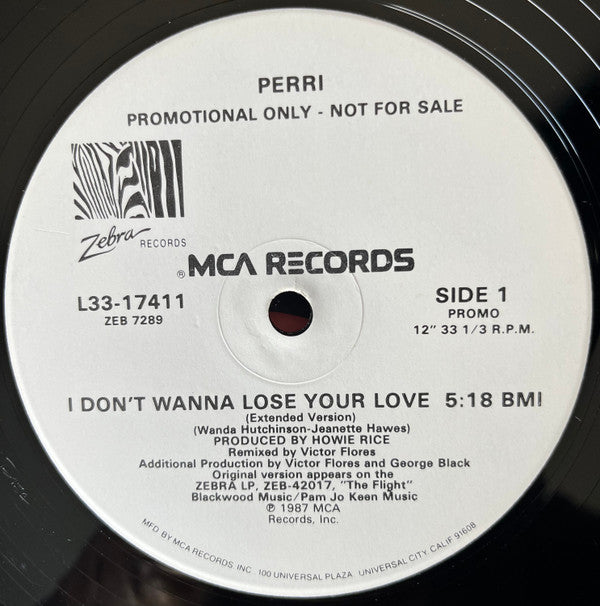 PERRI
PROMOTIONAL ONLY - NOT FOR SALE
Zebra RECORDS
® MCA RECORDS
L33-17411
ZEB 7289
SIDE 1
PROMO
12" 33 1/3 R.P.M.
I DON'T WANNA LOSE YOUR LOVE 5:18 BMI
(Extended Version)
(Wanda Hutchinson-Jeanette Hawes)
PRODUCED BY HOWIE RICE
Remixed by Victor Flores
Additional Production by Victor Flores and George Black
Original version appears on the
ZEBRA LP, ZEB-42017, "The Flight"
Blackwood Music/Pam Jo Keen Music
℗ 1987 MCA
Records, Inc.
MFD. BY MCA RECORDS INC. 100 UNIVERSAL PLAZA UNIVERSAL CITY, CALIF 91608